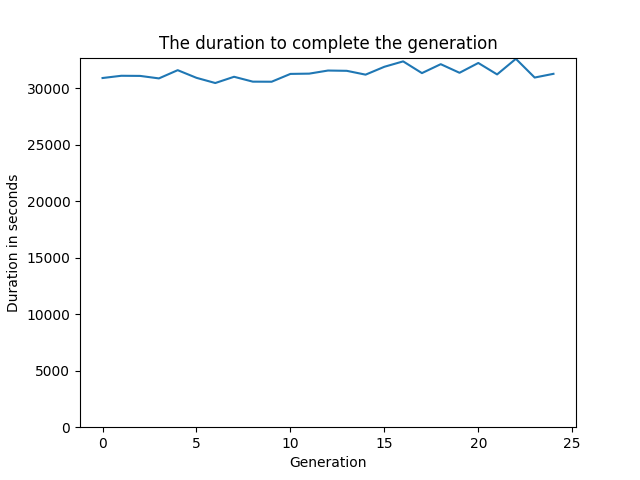 The duration to complete the generation
30000
25000
20000
15000
10000
5000
0
Duration in seconds
0 5 10 15 20 25
Generation